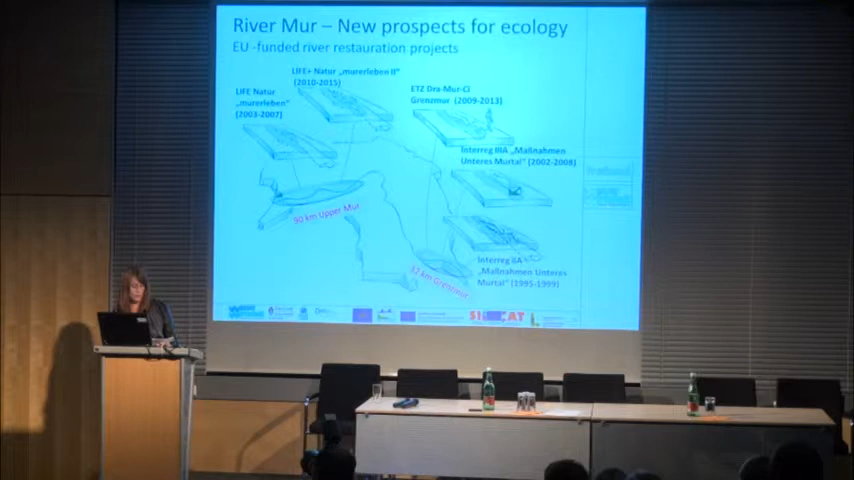 River Mur – New prospects for ecology
EU -funded river restauration projects
LIFE+ Natur „murerleben II“
(2010-2015)
LIFE Natur
„murerleben“
(2003-2007)
ETZ Dra-Mur-Ci
Grenzmur (2009-2013)
Interreg IIIA „Maßnahmen
Unteres Murtal“ (2002-2008)
90 km Upper Mur
32 km Grenzmur
Interreg IIA
„Maßnahmen Unteres
Murtal“ (1995-1999)